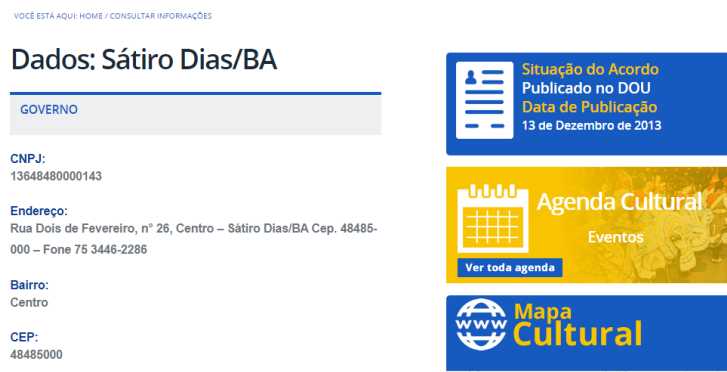 VOCÊ ESTÁ AQUI: HOME / CONSULTAR INFORMAÇÕES
Dados: Sátiro Dias/BA
GOVERNO
CNPJ:
13648480000143
Endereço:
Rua Dois de Fevereiro, n° 26, Centro – Sátiro Dias/BA Cep. 48485-
000 – Fone 75 3446-2286
Bairro:
Centro
CEP:
48485000
Situação do Acordo
Publicado no DOU
Data de Publicação
13 de Dezembro de 2013
Agenda Cultural
Eventos
Ver toda agenda
www
Mapa
Cultural